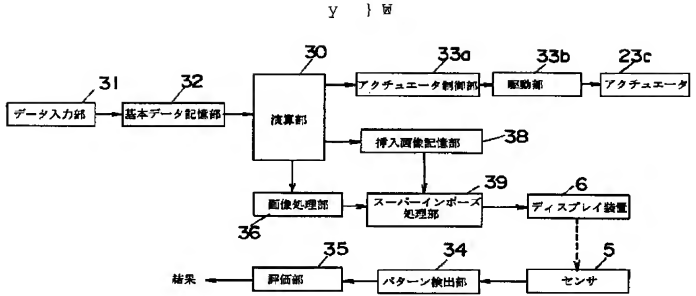 30
33a
33b
23c
31
32
データ入力部
基本データ記憶部
演算部
アクチュエータ制御部
駆動部
アクチュエータ
挿入画像記憶部
38
39
6
画像処理部
36
スーパーインポーズ
処理部
ディスプレイ装置
35
34
5
結果
評価部
パターン検出部
センサ